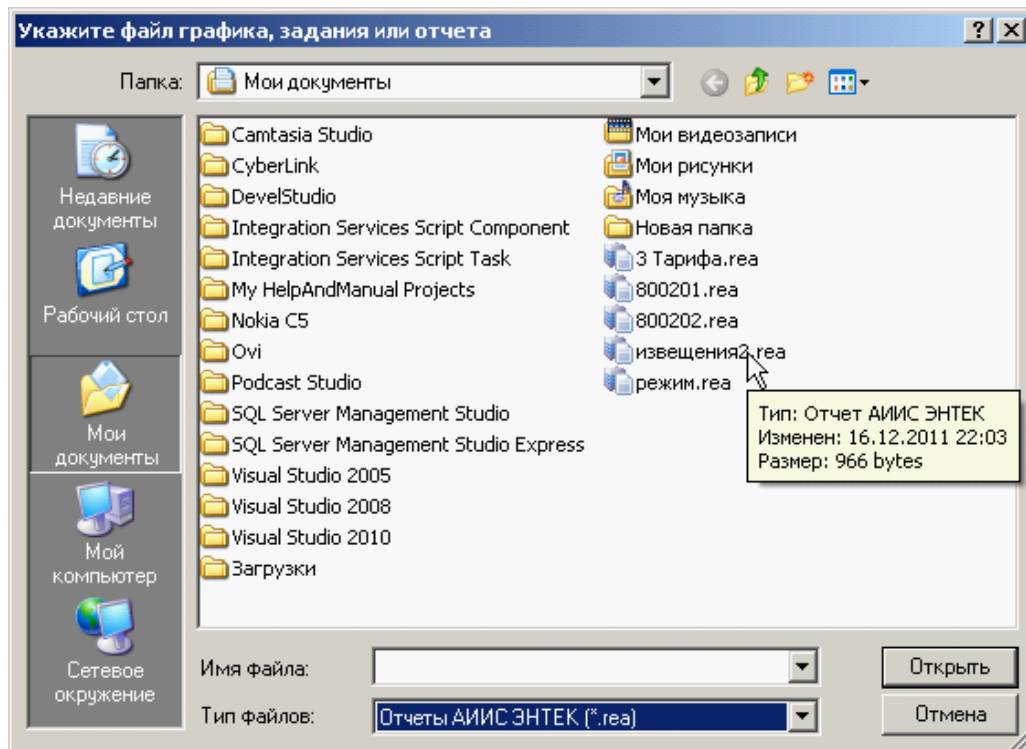 Укажите файл графика, задания или отчета
Папка:
Мои документы
Недавние
документы
Рабочий стол
Мои
документы
Мой
компьютер
Сетевое
окружение
Camtasia Studio
CyberLink
DevelStudio
Integration Services Script Component
Integration Services Script Task
My HelpAndManual Projects
Nokia C5
Ovi
Podcast Studio
SQL Server Management Studio
SQL Server Management Studio Express
Visual Studio 2005
Visual Studio 2008
Visual Studio 2010
Загрузки
Мои видеозаписи
Мои рисунки
Моя музыка
Новая папка
3 Тарифа.rea
800201.rea
800202.rea
извещения2.rea
режим.rea
Тип: Отчет АИИС ЭНТЕК
Изменен: 16.12.2011 22:03
Размер: 966 bytes
Имя файла:
Открыть
Тип файлов:
Отчеты АИИС ЭНТЕК (*.rea)
Отмена